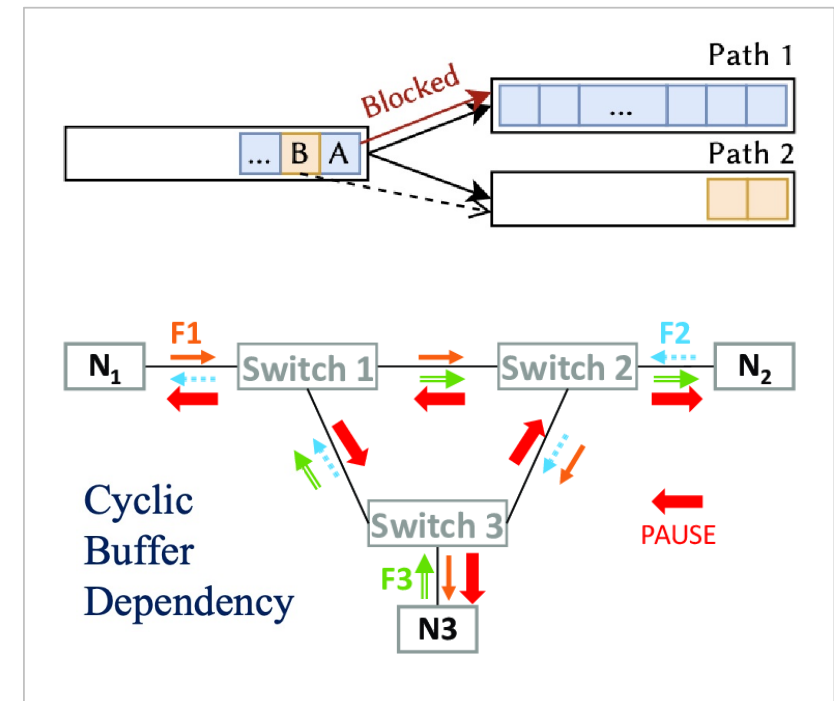 Path 1
Blocked
...
... B A
Path 2
F1
F2
N1
Switch 1
Switch 2
N2
Cyclic
Buffer
Dependency
Switch 3
PAUSE
F3
N3